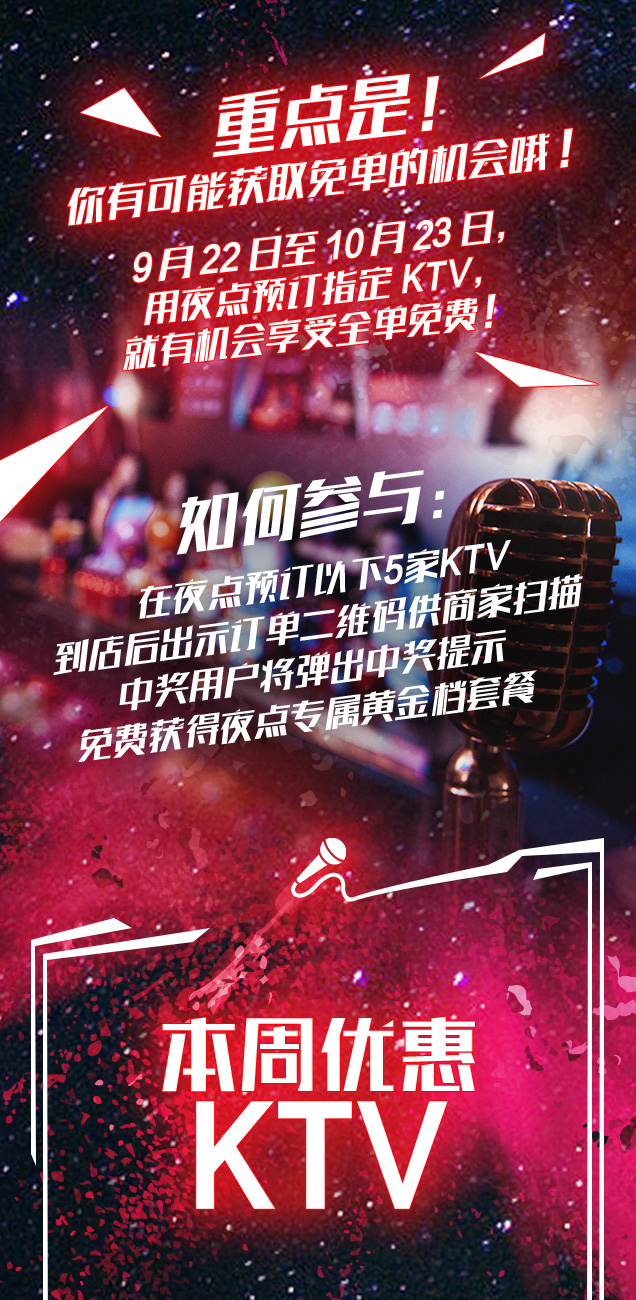 重点是！
你有可能获取免单的机会哦！
9月22日至10月23日，
用夜点预订指定 KTV，
就有机会享受全单免费！
如何参与：
在夜点预订以下5家KTV
到店后出示订单二维码供商家扫描
中奖用户将弹出中奖提示
免费获得夜点专属黄金档套餐
本周优惠
KTV